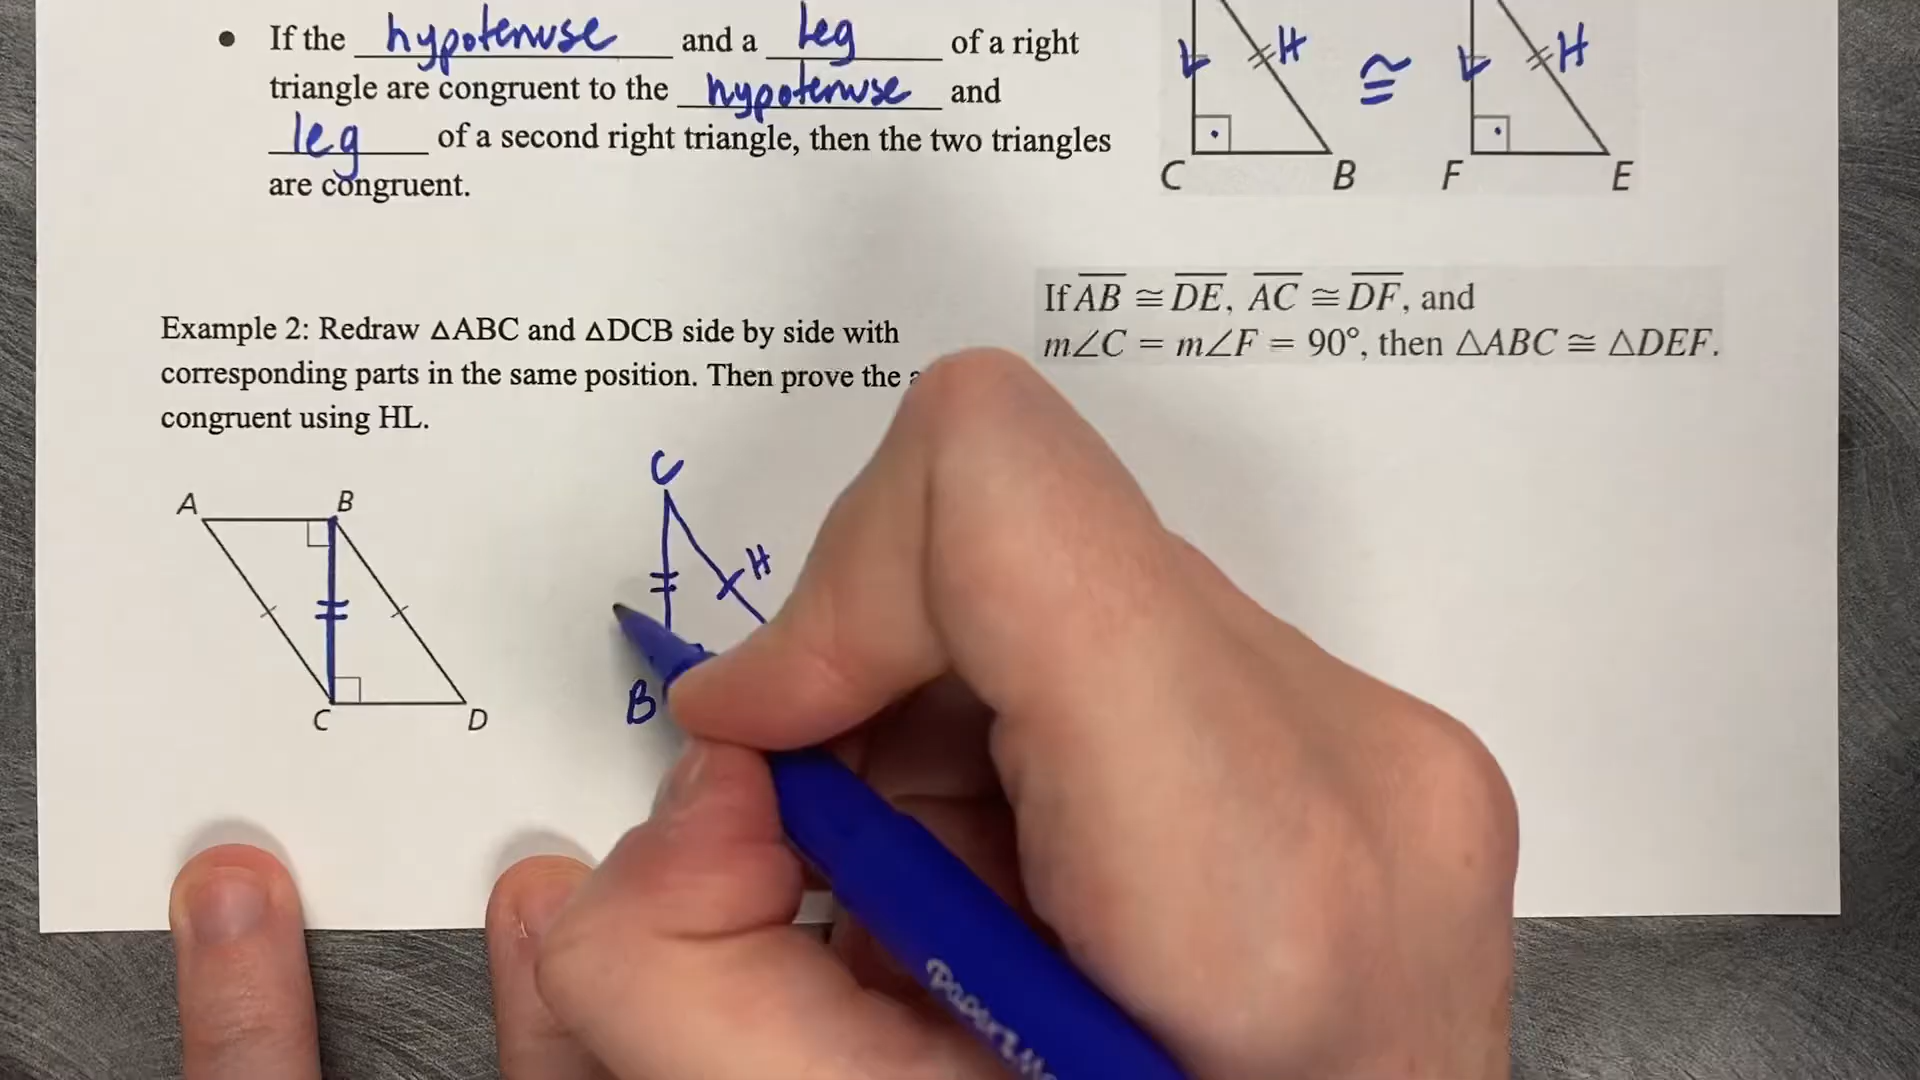 • If the hypotenuse and a leg of a right
triangle are congruent to the hypotenuse and
leg of a second right triangle, then the two triangles
are congruent.
L H ≅ L H
C B F E
If AB ≅ DE, AC ≅ DF, and
m∠C = m∠F = 90°, then △ABC ≅ △DEF.
Example 2: Redraw △ABC and △DCB side by side with
corresponding parts in the same position. Then prove the
congruent using HL.
A B
C D
C
H
B
PaperMa